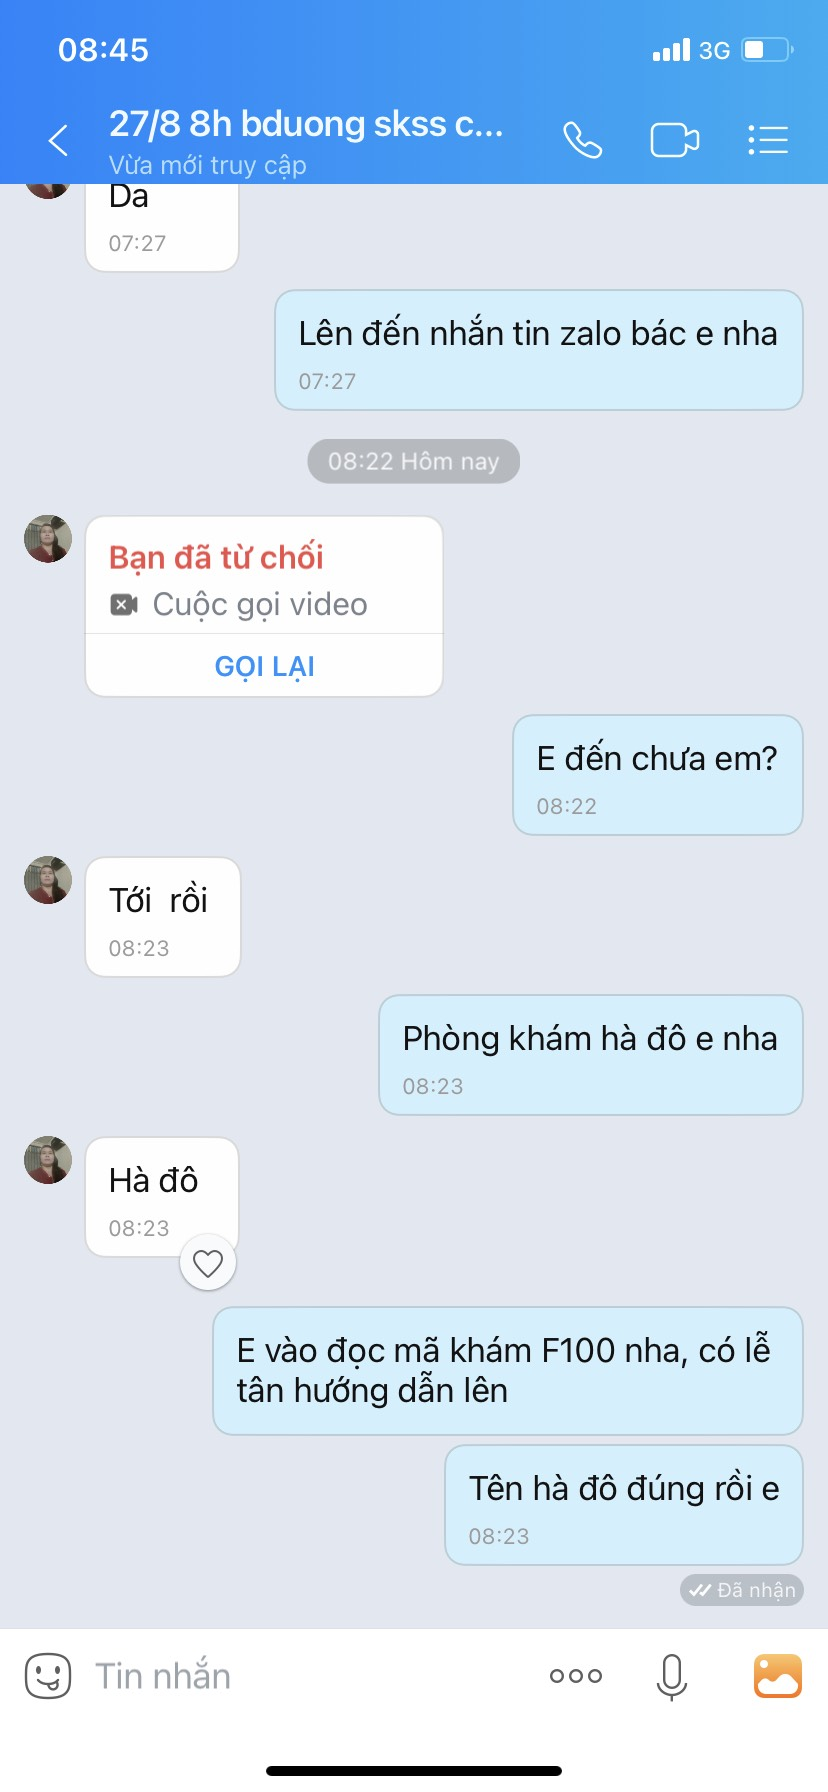 08:45
3G
27/8 8h bduong skss c...
Vừa mới truy cập
Da
07:27
Lên đến nhắn tin zalo bác e nha
07:27
08:22 Hôm nay
Bạn đã từ chối
Cuộc gọi video
GỌI LẠI
E đến chưa em?
08:22
Tới  rồi
08:23
Phòng khám hà đô e nha
08:23
Hà đô
08:23
E vào đọc mã khám F100 nha, có lễ
tân hướng dẫn lên
Tên hà đô đúng rồi e
08:23
Đã nhận
Tin nhắn